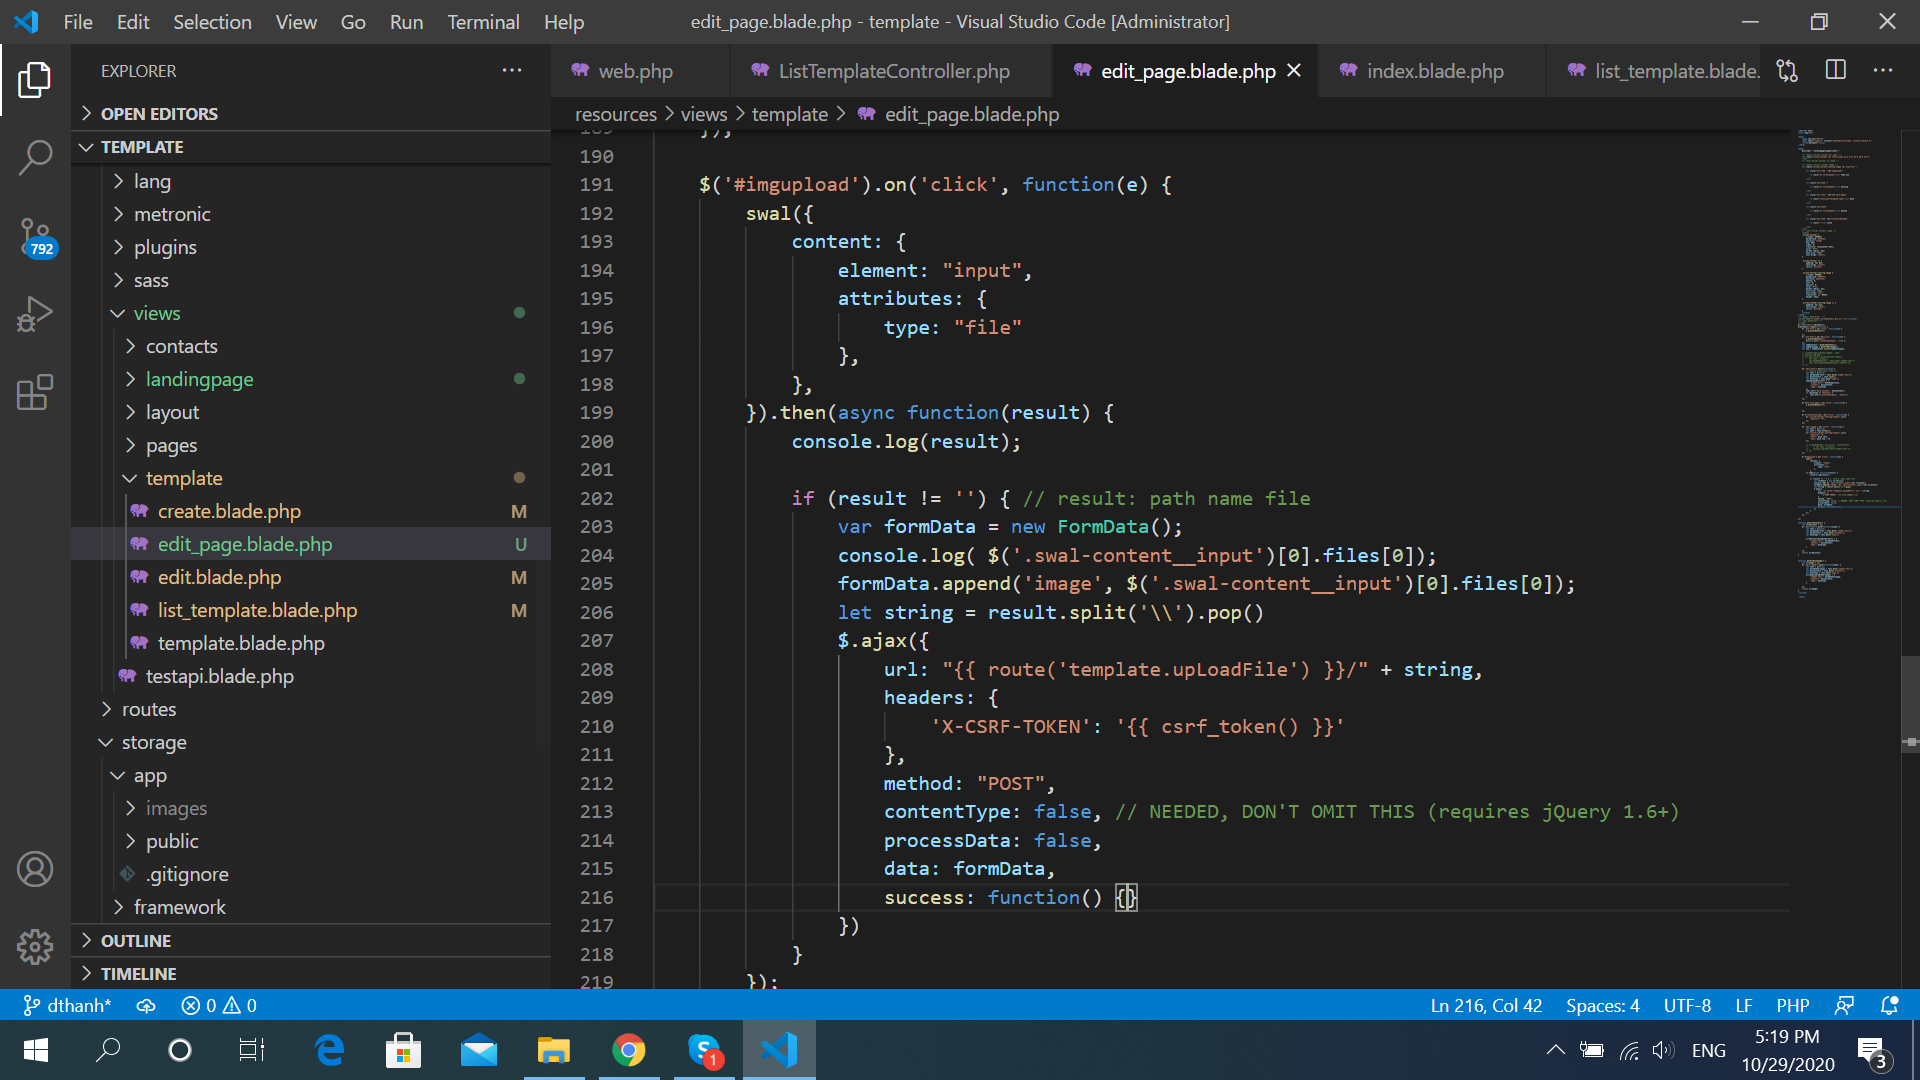 File Edit Selection View Go Run Terminal Help
edit_page.blade.php - template - Visual Studio Code [Administrator]
EXPLORER
web.php
ListTemplateController.php
edit_page.blade.php
index.blade.php
list_template.blade.
OPEN EDITORS
resources > views > template > edit_page.blade.php
TEMPLATE
lang
metronic
plugins
sass
views
contacts
landingpage
layout
pages
template
create.blade.php M
edit_page.blade.php U
edit.blade.php M
list_template.blade.php M
template.blade.php
testapi.blade.php
routes
storage
app
images
public
.gitignore
framework
OUTLINE
TIMELINE
792
189 });
190
191 $('#imgupload').on('click', function(e) {
192 swal({
193 content: {
194 element: "input",
195 attributes: {
196 type: "file"
197 },
198 },
199 }).then(async function(result) {
200 console.log(result);
201
202 if (result != '') { // result: path name file
203 var formData = new FormData();
204 console.log( $('.swal-content__input')[0].files[0]);
205 formData.append('image', $('.swal-content__input')[0].files[0]);
206 let string = result.split('\\').pop()
207 $.ajax({
208 url: "{{ route('template.upLoadFile') }}/" + string,
209 headers: {
210 'X-CSRF-TOKEN': '{{ csrf_token() }}'
211 },
212 method: "POST",
213 contentType: false, // NEEDED, DON'T OMIT THIS (requires jQuery 1.6+)
214 processData: false,
215 data: formData,
216 success: function() {}
217 })
218 }
219 });
dthanh* 0 0
Ln 216, Col 42 Spaces: 4 UTF-8 LF PHP
S 1
ENG
5:19 PM
10/29/2020
3